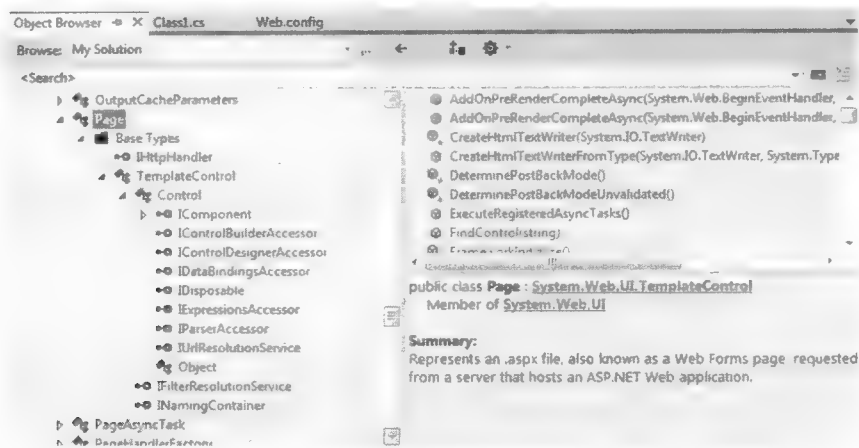 Object Browser Class1.cs Web.config
Browse: My Solution
<Search>
OutputCacheParameters
Page
Base Types
IHttpHandler
TemplateControl
Control
IComponent
IControlBuilderAccessor
IControlDesignerAccessor
IDataBindingsAccessor
IDisposable
IExpressionsAccessor
IParserAccessor
IUrlResolutionService
Object
IFilterResolutionService
INamingContainer
PageAsyncTask
PageHandlerFactory
AddOnPreRenderCompleteAsync(System.Web.BeginEventHandler,
AddOnPreRenderCompleteAsync(System.Web.BeginEventHandler,
CreateHtmlTextWriter(System.IO.TextWriter)
CreateHtmlTextWriterFromType(System.IO.TextWriter, System.Type
DeterminePostBackMode()
DeterminePostBackModeUnvalidated()
ExecuteRegisteredAsyncTasks()
FindControl(string)
public class Page : System.Web.UI.TemplateControl
Member of System.Web.UI
Summary:
Represents an .aspx file, also known as a Web Forms page requested
from a server that hosts an ASP.NET Web application.